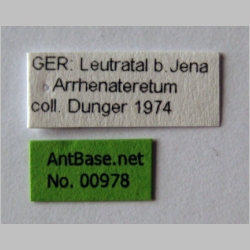 GER: Leutratal b. Jena
Arrhenateretum
coll. Dunger 1974
AntBase.net
No. 00978